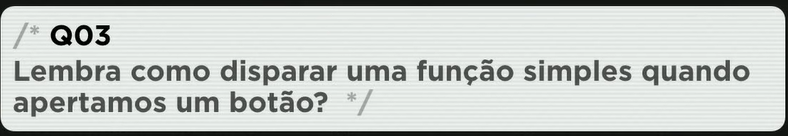 /* Q03
Lembra como disparar uma função simples quando
apertamos um botão? */